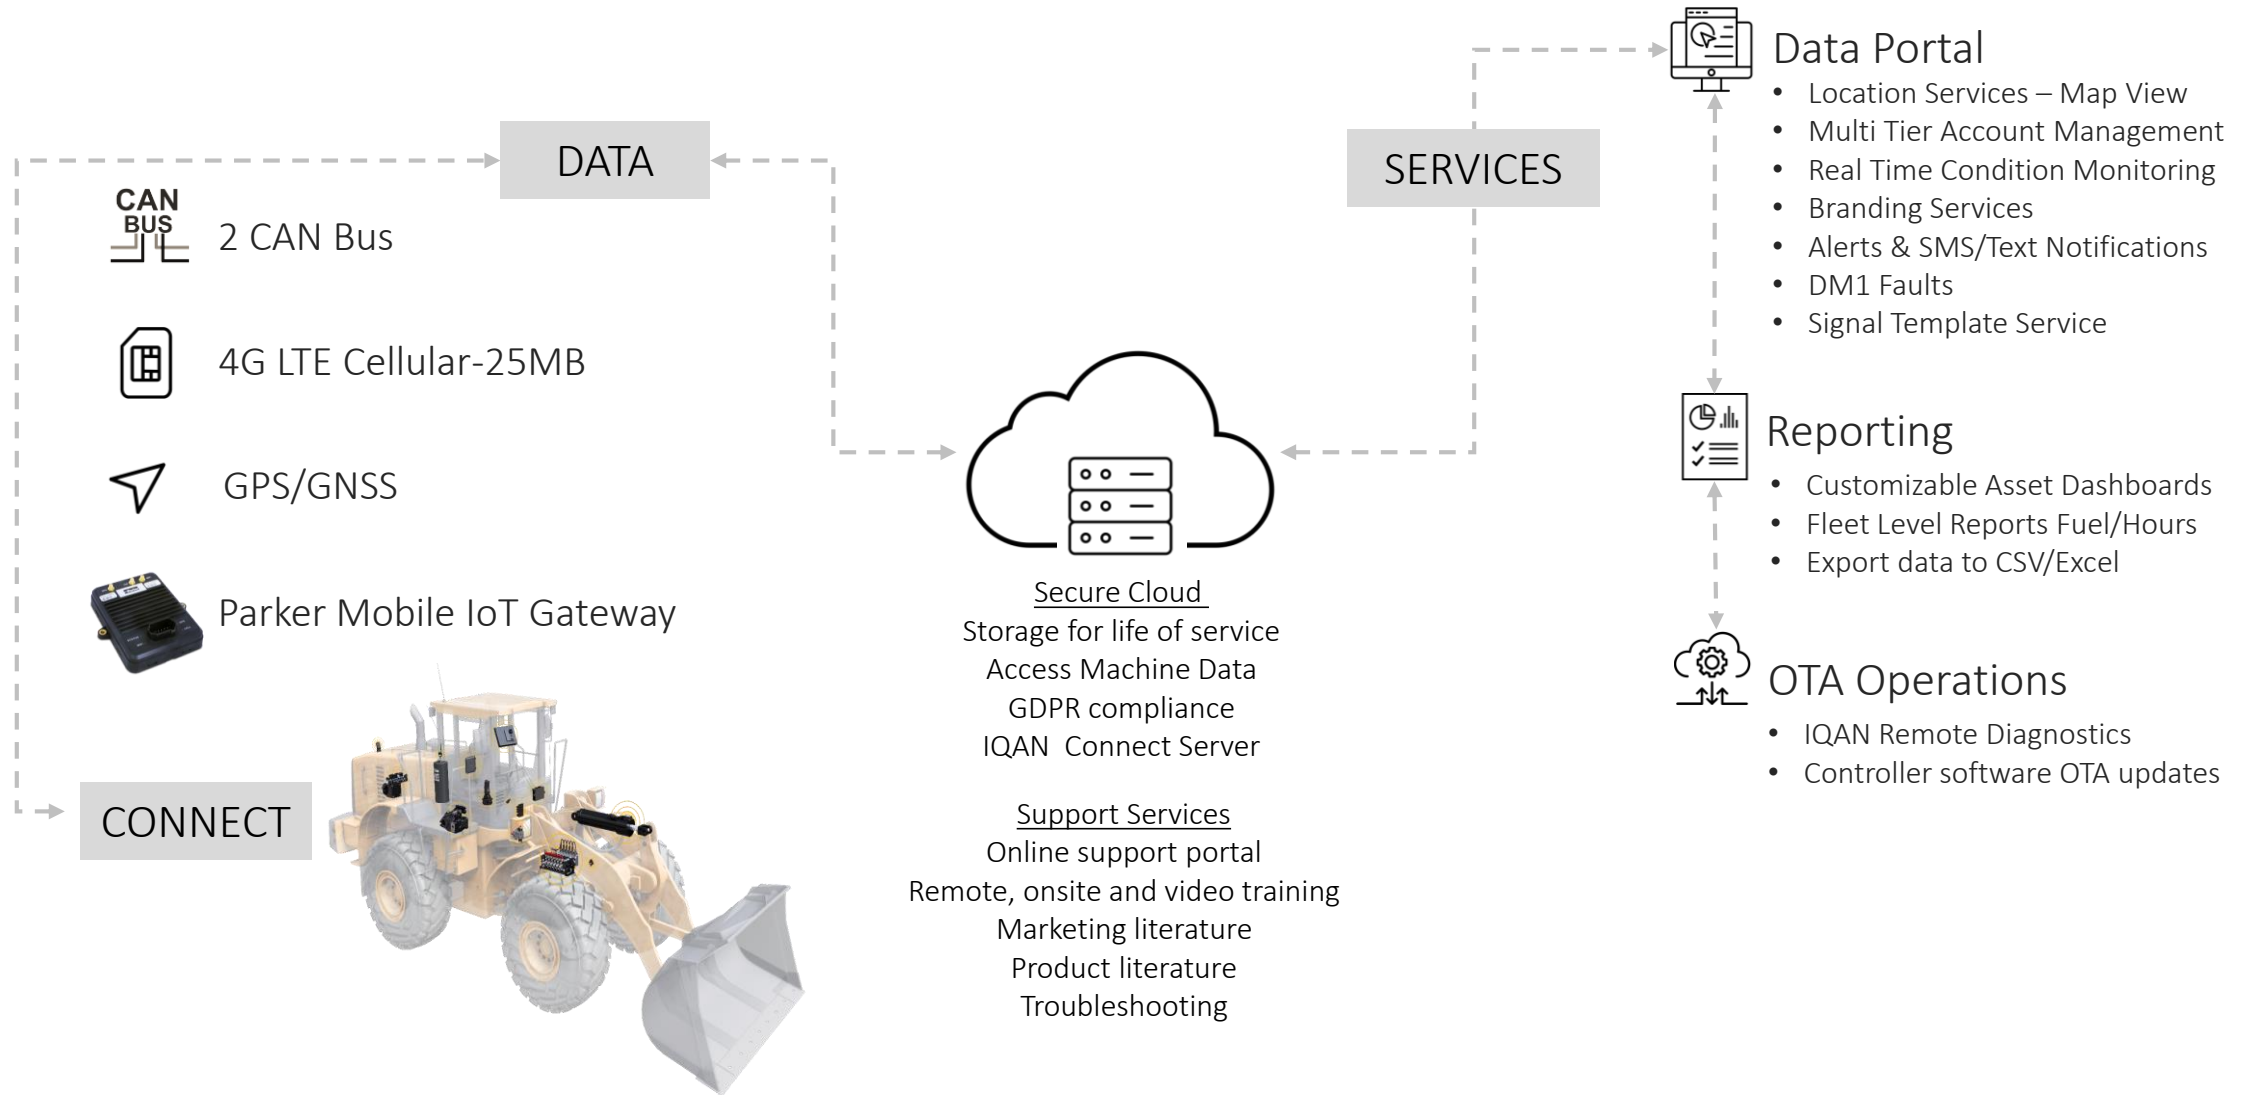 DATA
CAN
BUS
2 CAN Bus
4G LTE Cellular-25MB
GPS/GNSS
Parker Mobile IoT Gateway
CONNECT
Secure Cloud
Storage for life of service
Access Machine Data
GDPR compliance
IQAN Connect Server
Support Services
Online support portal
Remote, onsite and video training
Marketing literature
Product literature
Troubleshooting
SERVICES
Data Portal
• Location Services – Map View
• Multi Tier Account Management
• Real Time Condition Monitoring
• Branding Services
• Alerts & SMS/Text Notifications
• DM1 Faults
• Signal Template Service
Reporting
• Customizable Asset Dashboards
• Fleet Level Reports Fuel/Hours
• Export data to CSV/Excel
OTA Operations
• IQAN Remote Diagnostics
• Controller software OTA updates